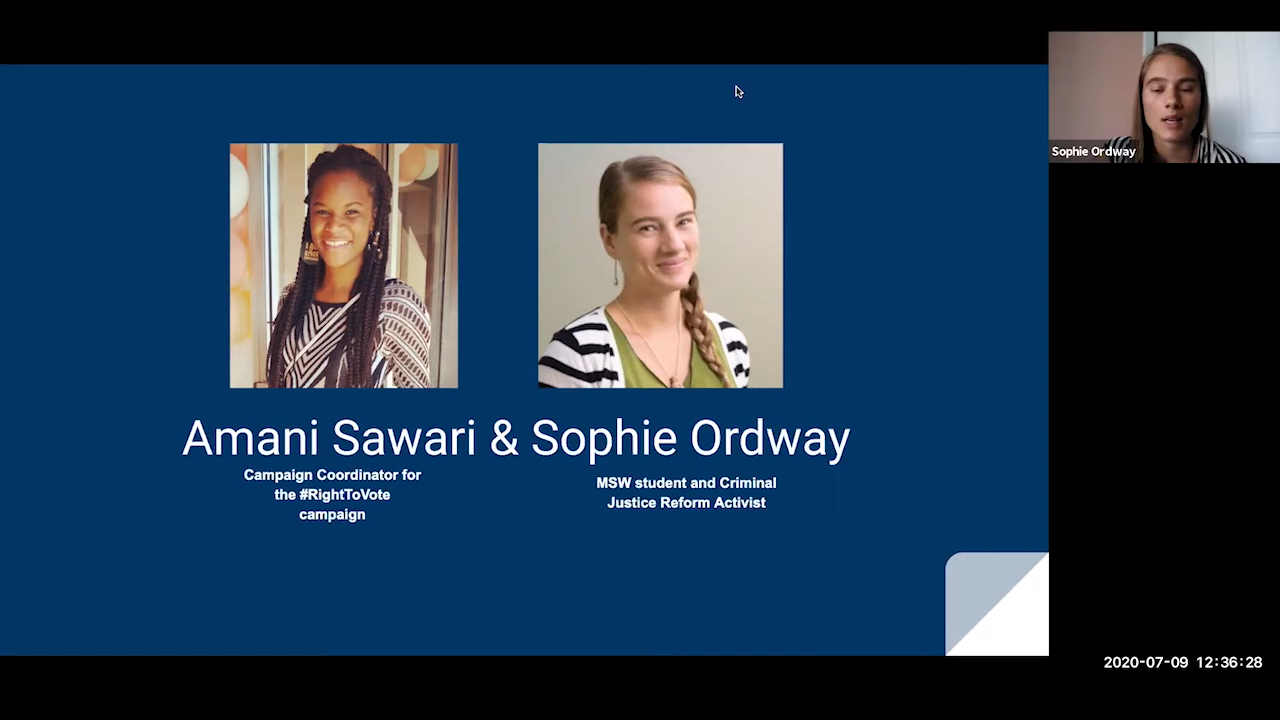 Sophie Ordway
Amani Sawari & Sophie Ordway
Campaign Coordinator for
the #RightToVote
campaign
MSW student and Criminal
Justice Reform Activist
2020-07-09 12:36:28